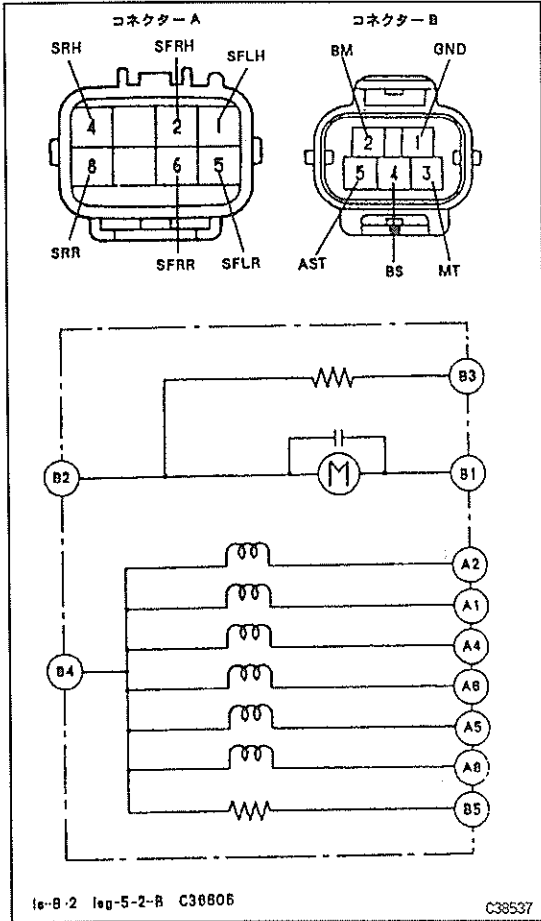 コネクターA
コネクターB
SRH
SFRH
SFLH
BM
GND
4
2
1
8
6
5
2
1
5
4
3
SRR
SFRR
SFLR
AST
BS
MT
B3
B2
M
B1
A2
A1
B4
A4
A6
A5
A8
B5
C38606
C38537